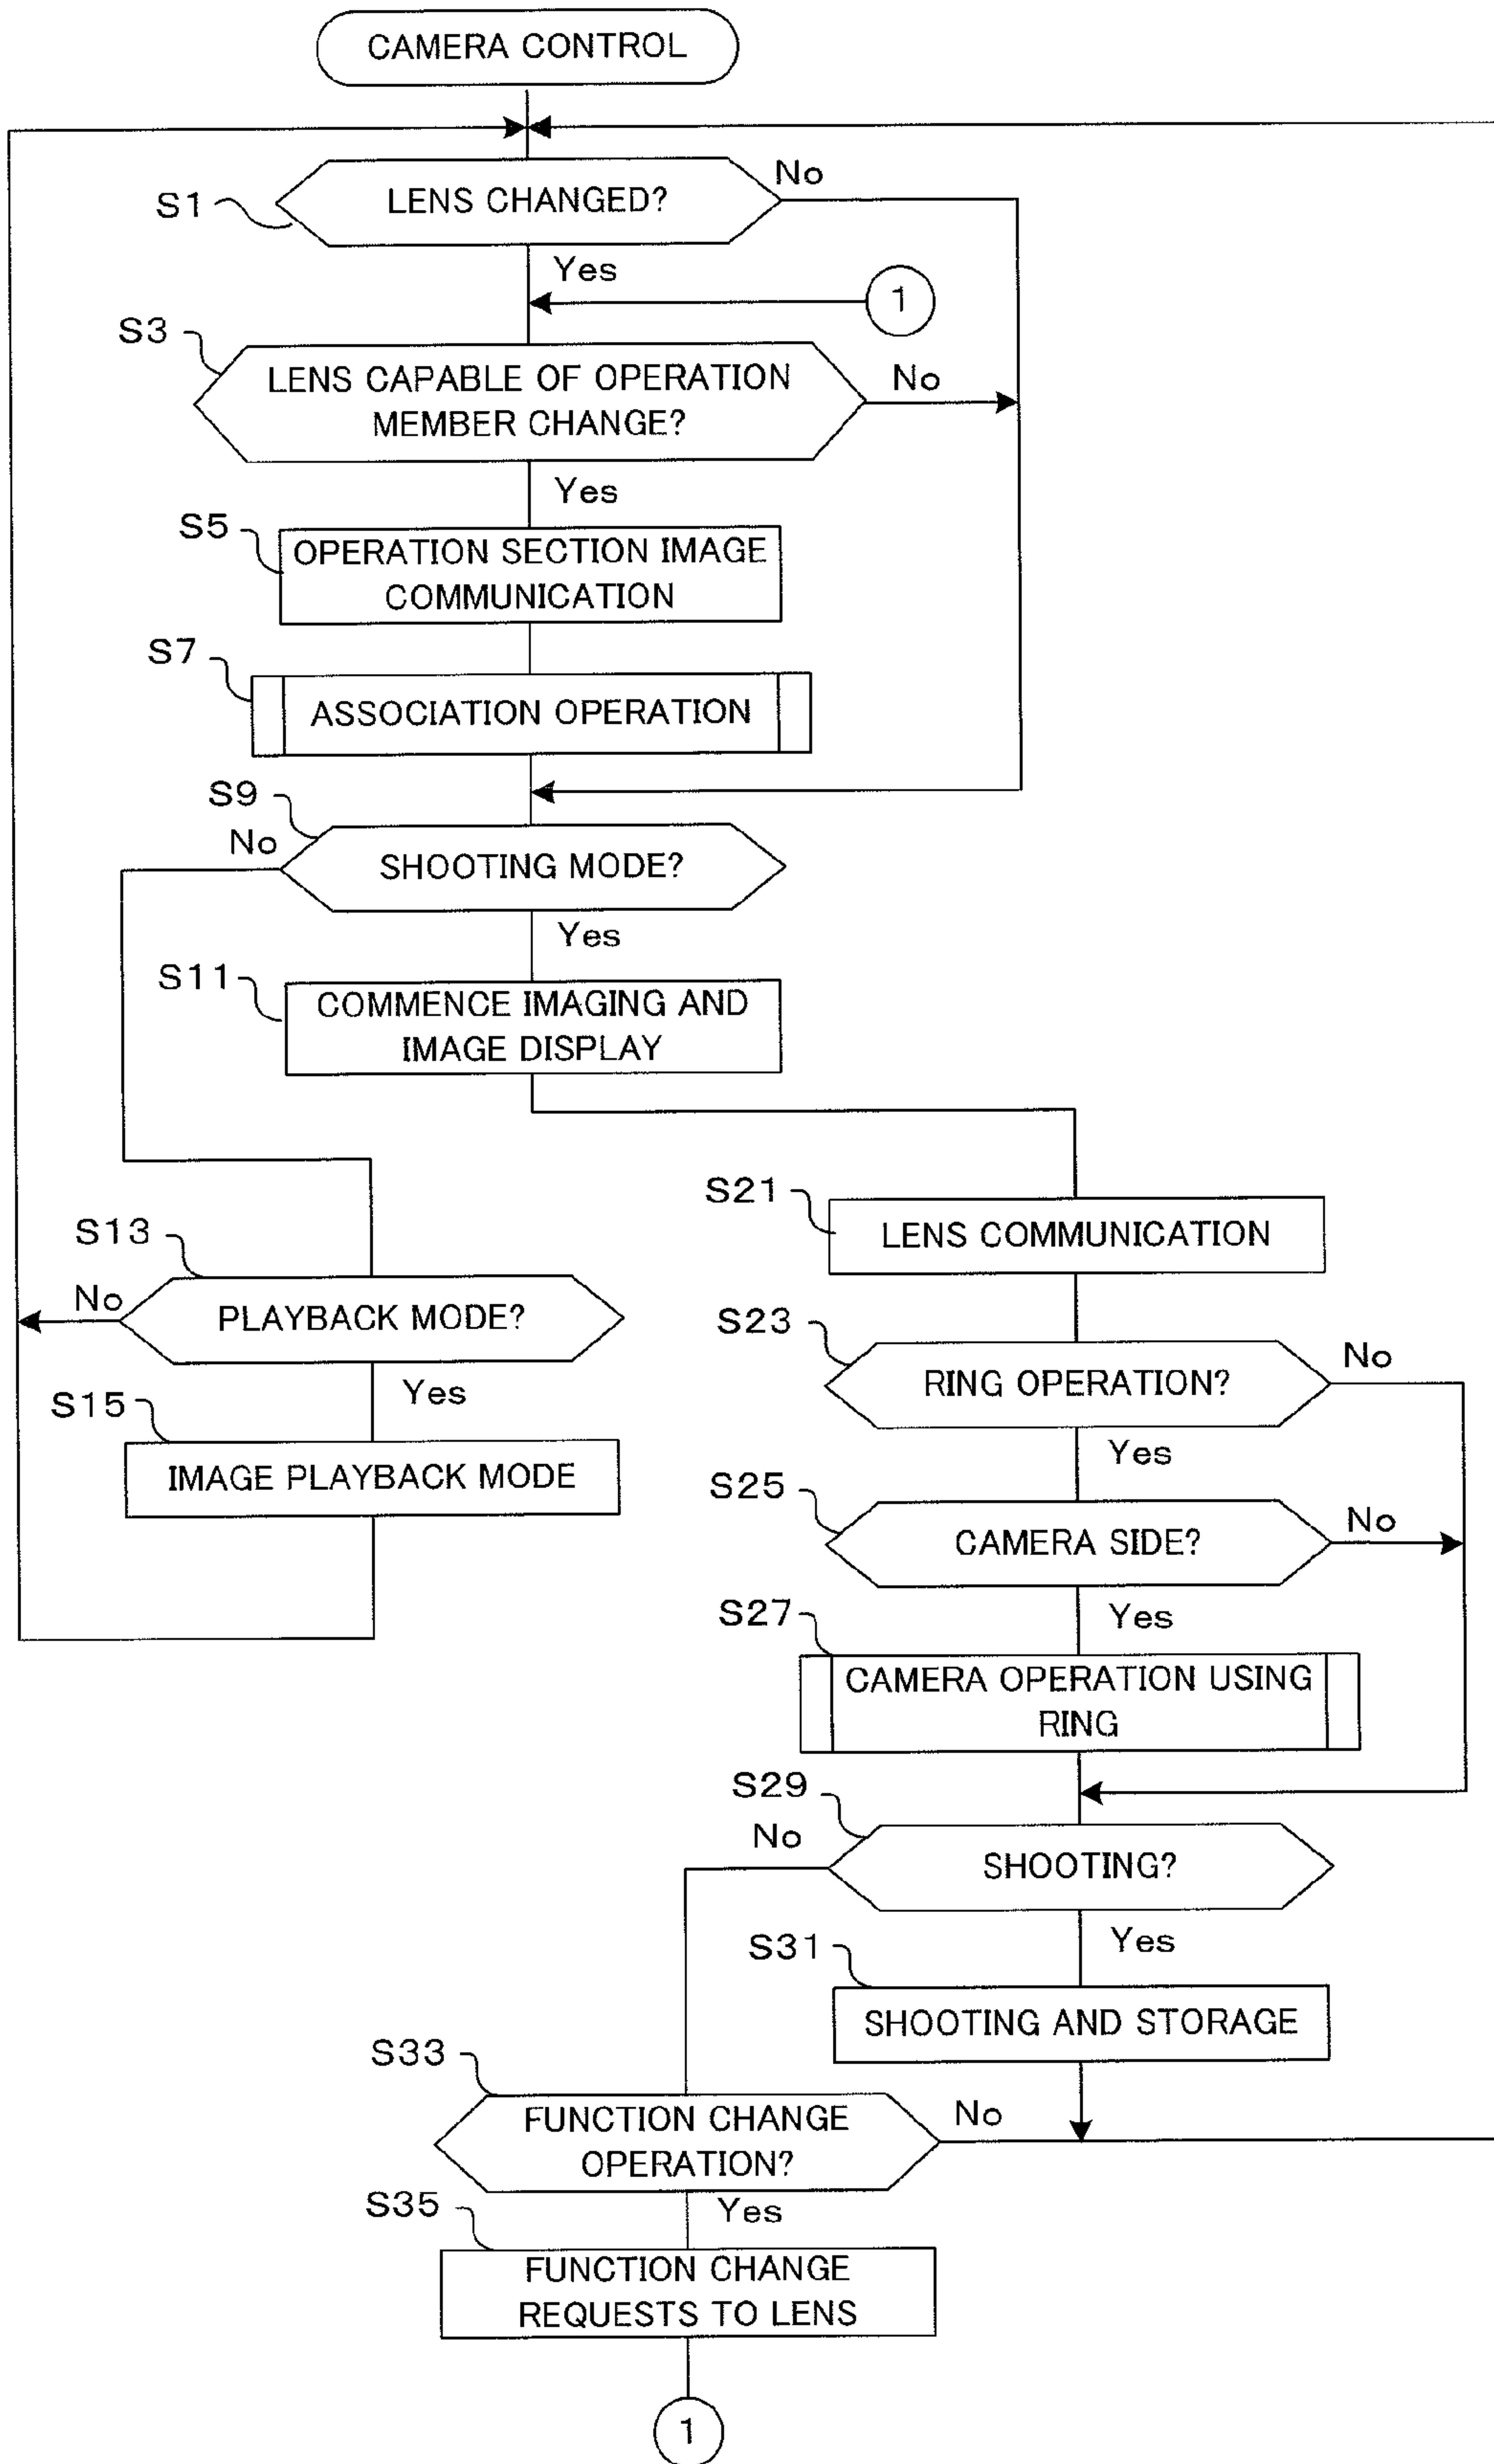 CAMERA CONTROL
S1
LENS CHANGED?
No
Yes
1
S3
LENS CAPABLE OF OPERATION
MEMBER CHANGE?
No
Yes
S5
OPERATION SECTION IMAGE
COMMUNICATION
S7
ASSOCIATION OPERATION
S9
No
SHOOTING MODE?
Yes
S11
COMMENCE IMAGING AND
IMAGE DISPLAY
S13
No
PLAYBACK MODE?
Yes
S15
IMAGE PLAYBACK MODE
S21
LENS COMMUNICATION
S23
RING OPERATION?
No
Yes
S25
CAMERA SIDE?
No
Yes
S27
CAMERA OPERATION USING
RING
S29
No
SHOOTING?
Yes
S31
SHOOTING AND STORAGE
S33
FUNCTION CHANGE
OPERATION?
No
Yes
S35
FUNCTION CHANGE
REQUESTS TO LENS
1